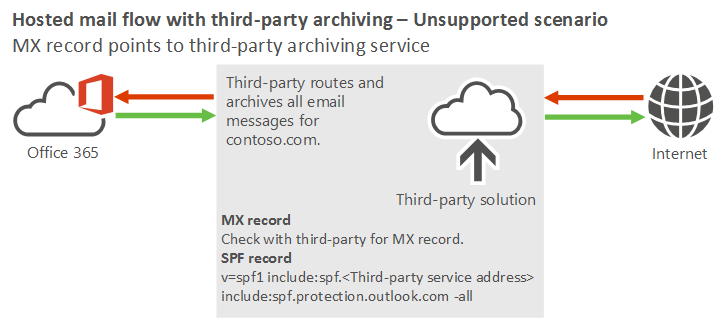 Hosted mail flow with third-party archiving – Unsupported scenario
MX record points to third-party archiving service
Third-party routes and
archives all email
messages for
contoso.com.
Office 365
Internet
Third-party solution
MX record
Check with third-party for MX record.
SPF record
v=spf1 include:spf.<Third-party service address>
include:spf.protection.outlook.com -all